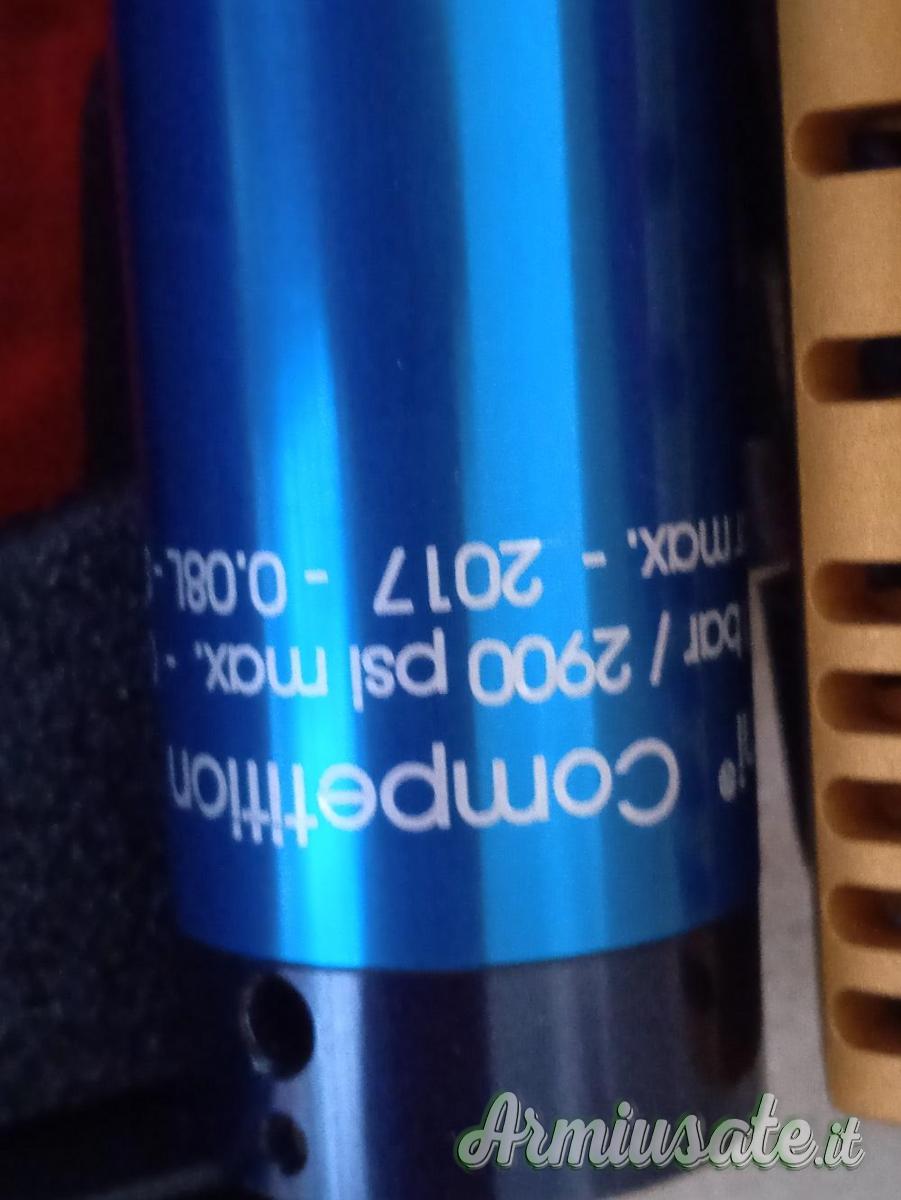 ® Competition
bar / 2900 psi max. -
max. - 2017 - 0.08L -
Armiusate.it